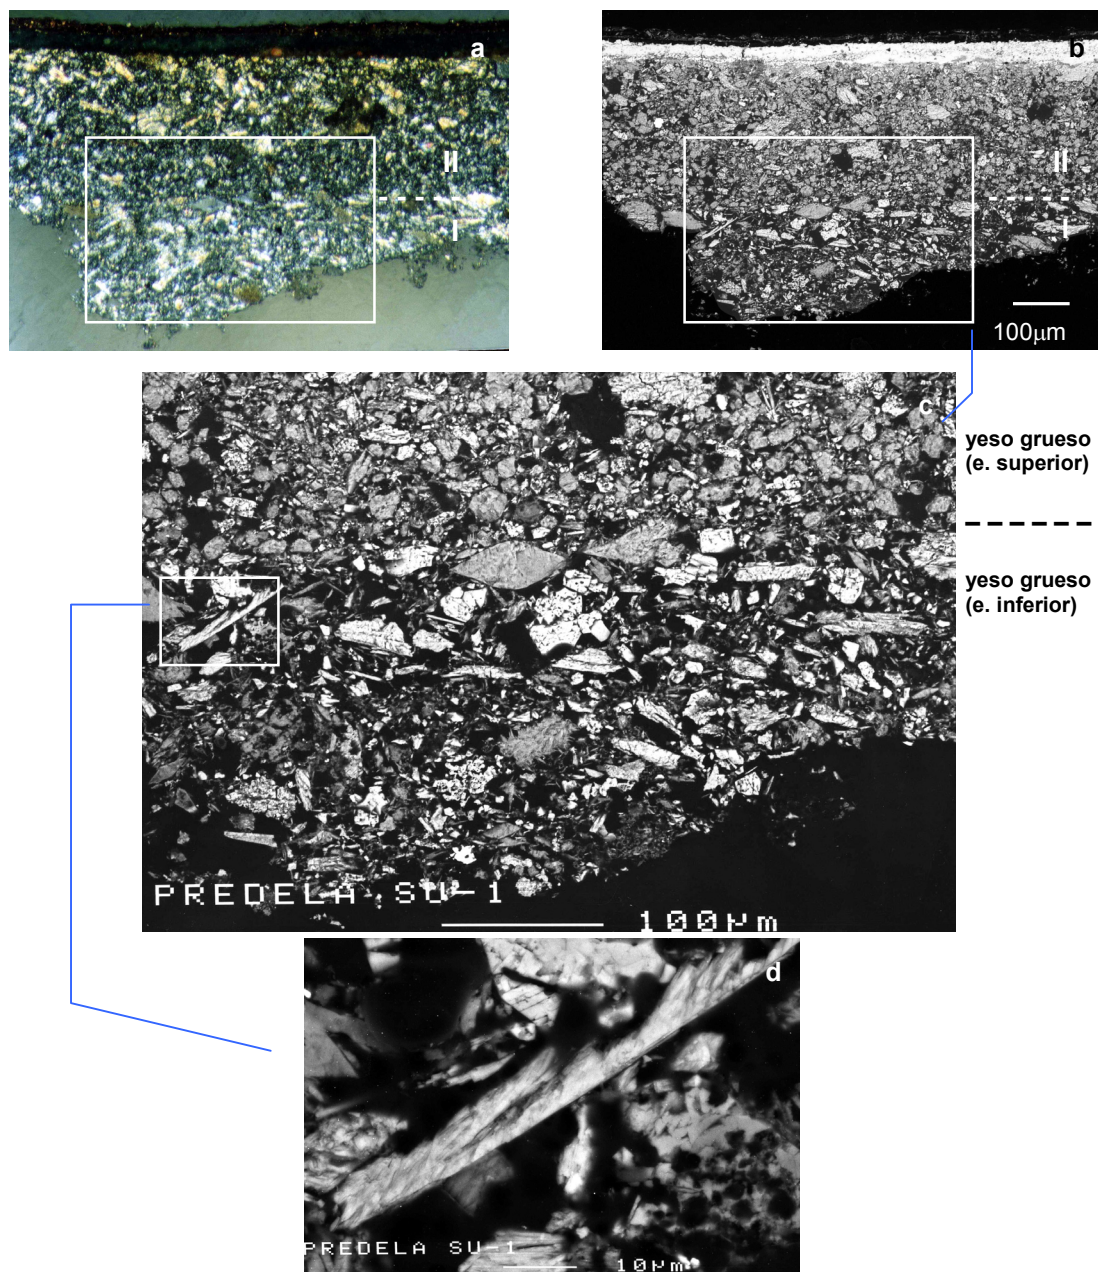 a
b
II
I
II
I
100μm
c
yeso grueso
(e. superior)
yeso grueso
(e. inferior)
PREDELA SU-1
100μm
d
PREDELA SU-1
10μm